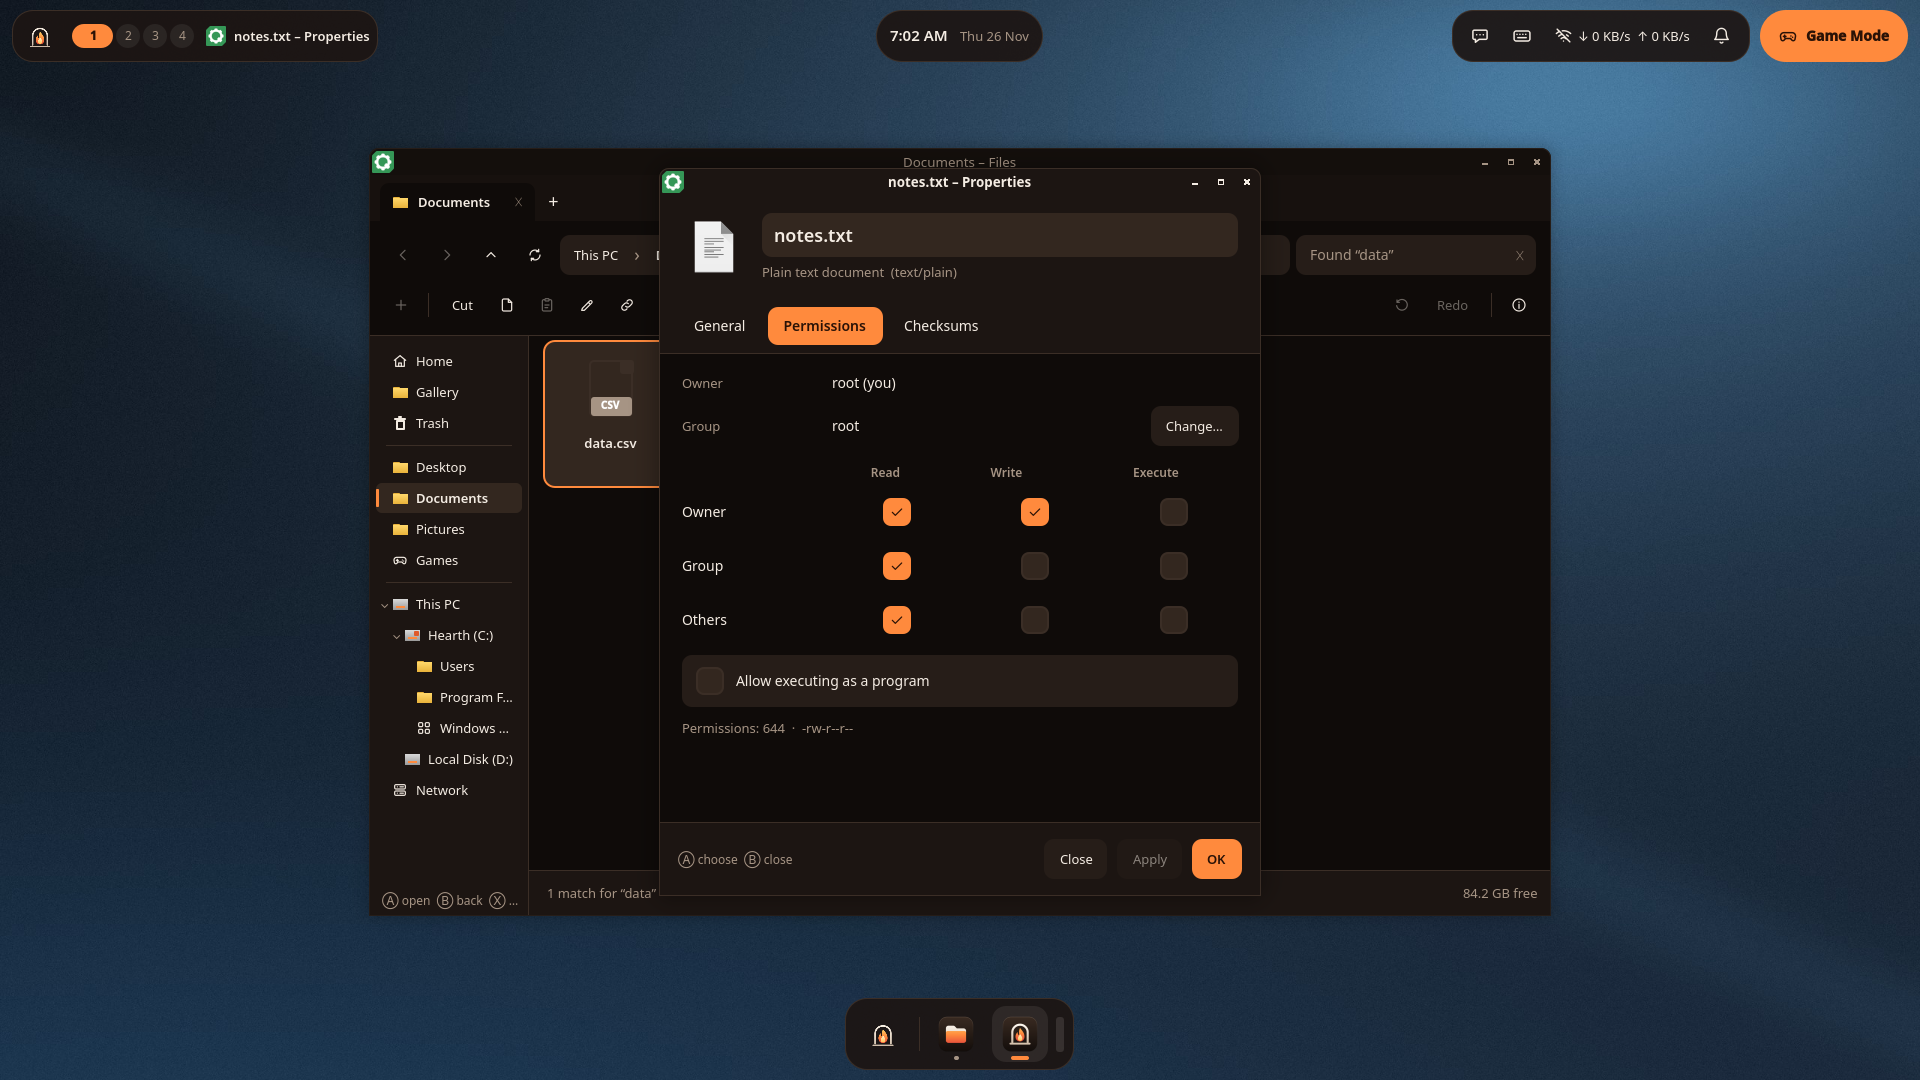 1 2 3 4 notes.txt – Properties
7:02 AM Thu 26 Nov
↓ 0 KB/s ↑ 0 KB/s
Game Mode
Documents – Files
Documents X +
notes.txt – Properties
notes.txt
Plain text document (text/plain)
This PC ›
Found “data” X
Cut
Redo
General Permissions Checksums
Home
Gallery
Trash
Desktop
Documents
Pictures
Games
This PC
Hearth (C:)
Users
Program F...
Windows ...
Local Disk (D:)
Network
CSV
data.csv
Owner root (you)
Group root Change...
Read Write Execute
Owner
Group
Others
Allow executing as a program
Permissions: 644 · -rw-r--r--
A choose B close
Close Apply OK
A open B back X ...
1 match for “data”
84.2 GB free